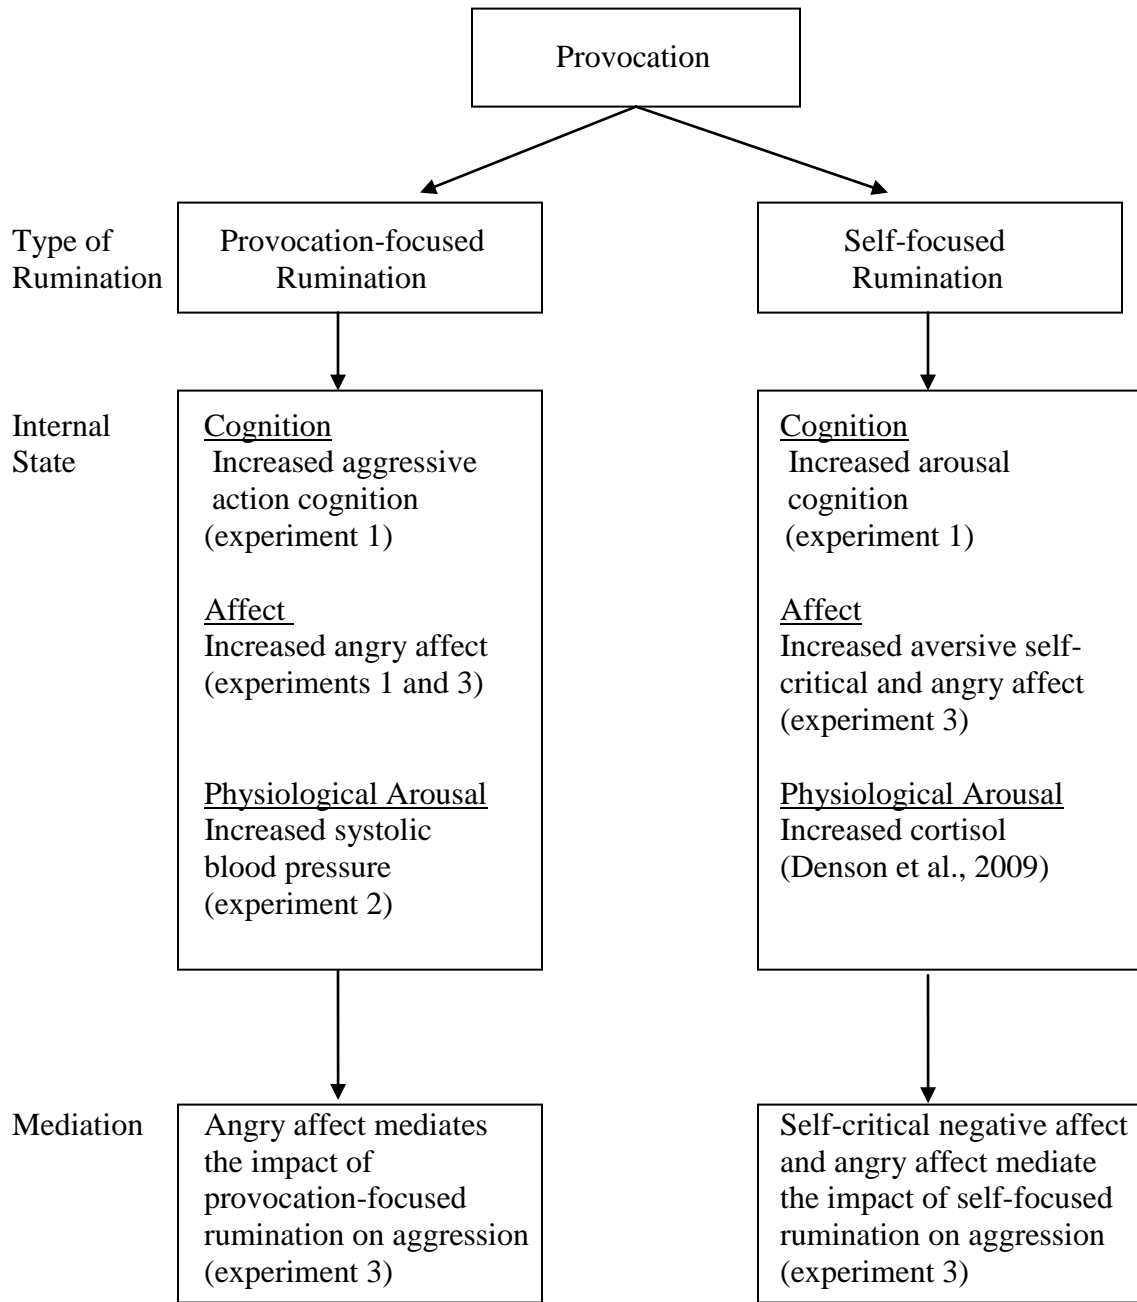 Provocation
Type of
Rumination
Provocation-focused
Rumination
Self-focused
Rumination
Internal
State
Cognition
Increased aggressive
action cognition
(experiment 1)
Affect
Increased angry affect
(experiments 1 and 3)
Physiological Arousal
Increased systolic
blood pressure
(experiment 2)
Cognition
Increased arousal
cognition
(experiment 1)
Affect
Increased aversive self-
critical and angry affect
(experiment 3)
Physiological Arousal
Increased cortisol
(Denson et al., 2009)
Mediation
Angry affect mediates
the impact of
provocation-focused
rumination on aggression
(experiment 3)
Self-critical negative affect
and angry affect mediate
the impact of self-focused
rumination on aggression
(experiment 3)